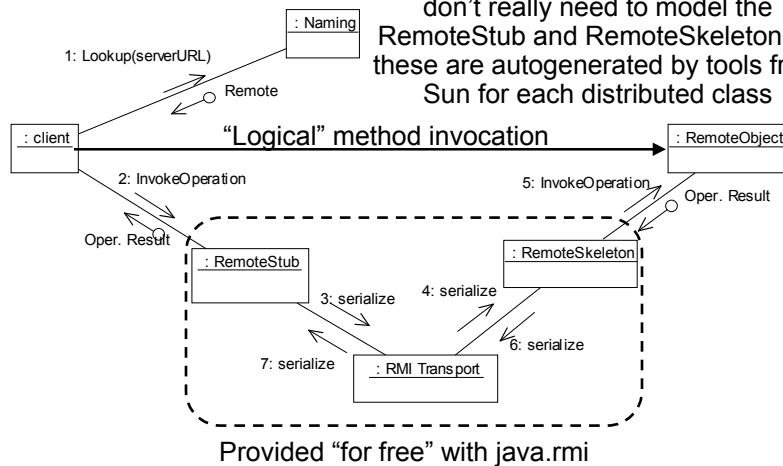 don't really need to model the
: Naming
RemoteStub and RemoteSkeleton
1: Lookup(serverURL)
these are autogenerated by tools
Remote
Sun for each distributed class
: client
"Logical" method invocation
: RemoteObject
2: InvokeOperation
5: InvokeOperation
Oper. Result
Oper. Result
: RemoteStub
: RemoteSkeleton
3: serialize
4: serialize
7: serialize
6: serialize
: RMI Transport
Provided "for free" with java.rmi